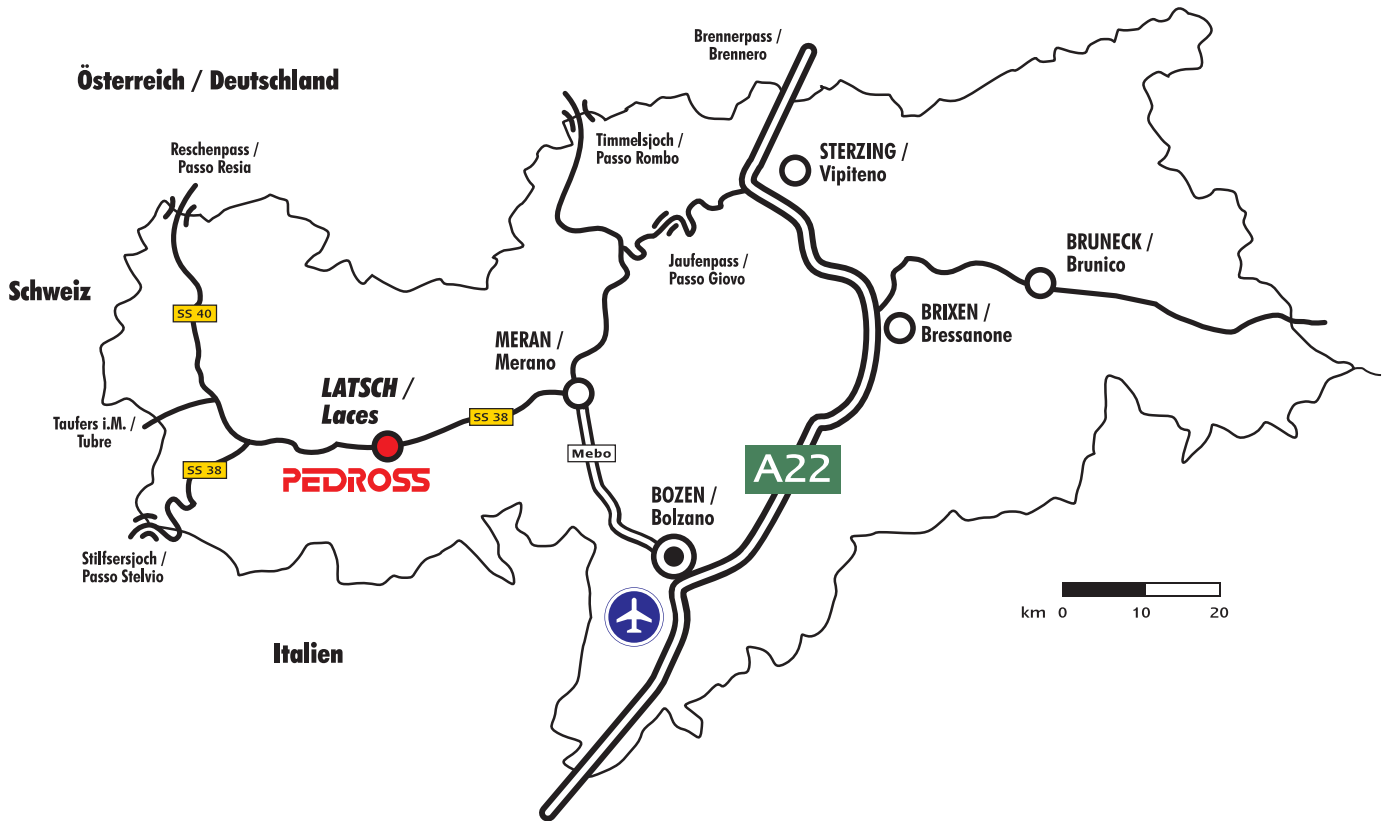 Brennerpass /
Brennero
Österreich / Deutschland
Timmelsjoch /
Passo Rombo
STERZING /
Vipiteno
Reschenpass /
Passo Resia
Jaufenpass /
Passo Giovo
BRUNECK /
Brunico
Schweiz
SS 40
BRIXEN /
Bressanone
MERAN /
Merano
LATSCH /
Laces
SS 38
Taufers i.M. /
Tubre
Mebo
SS 38
PEDROSS
A22
BOZEN /
Bolzano
Stilfsersjoch /
Passo Stelvio
km 0 10 20
Italien